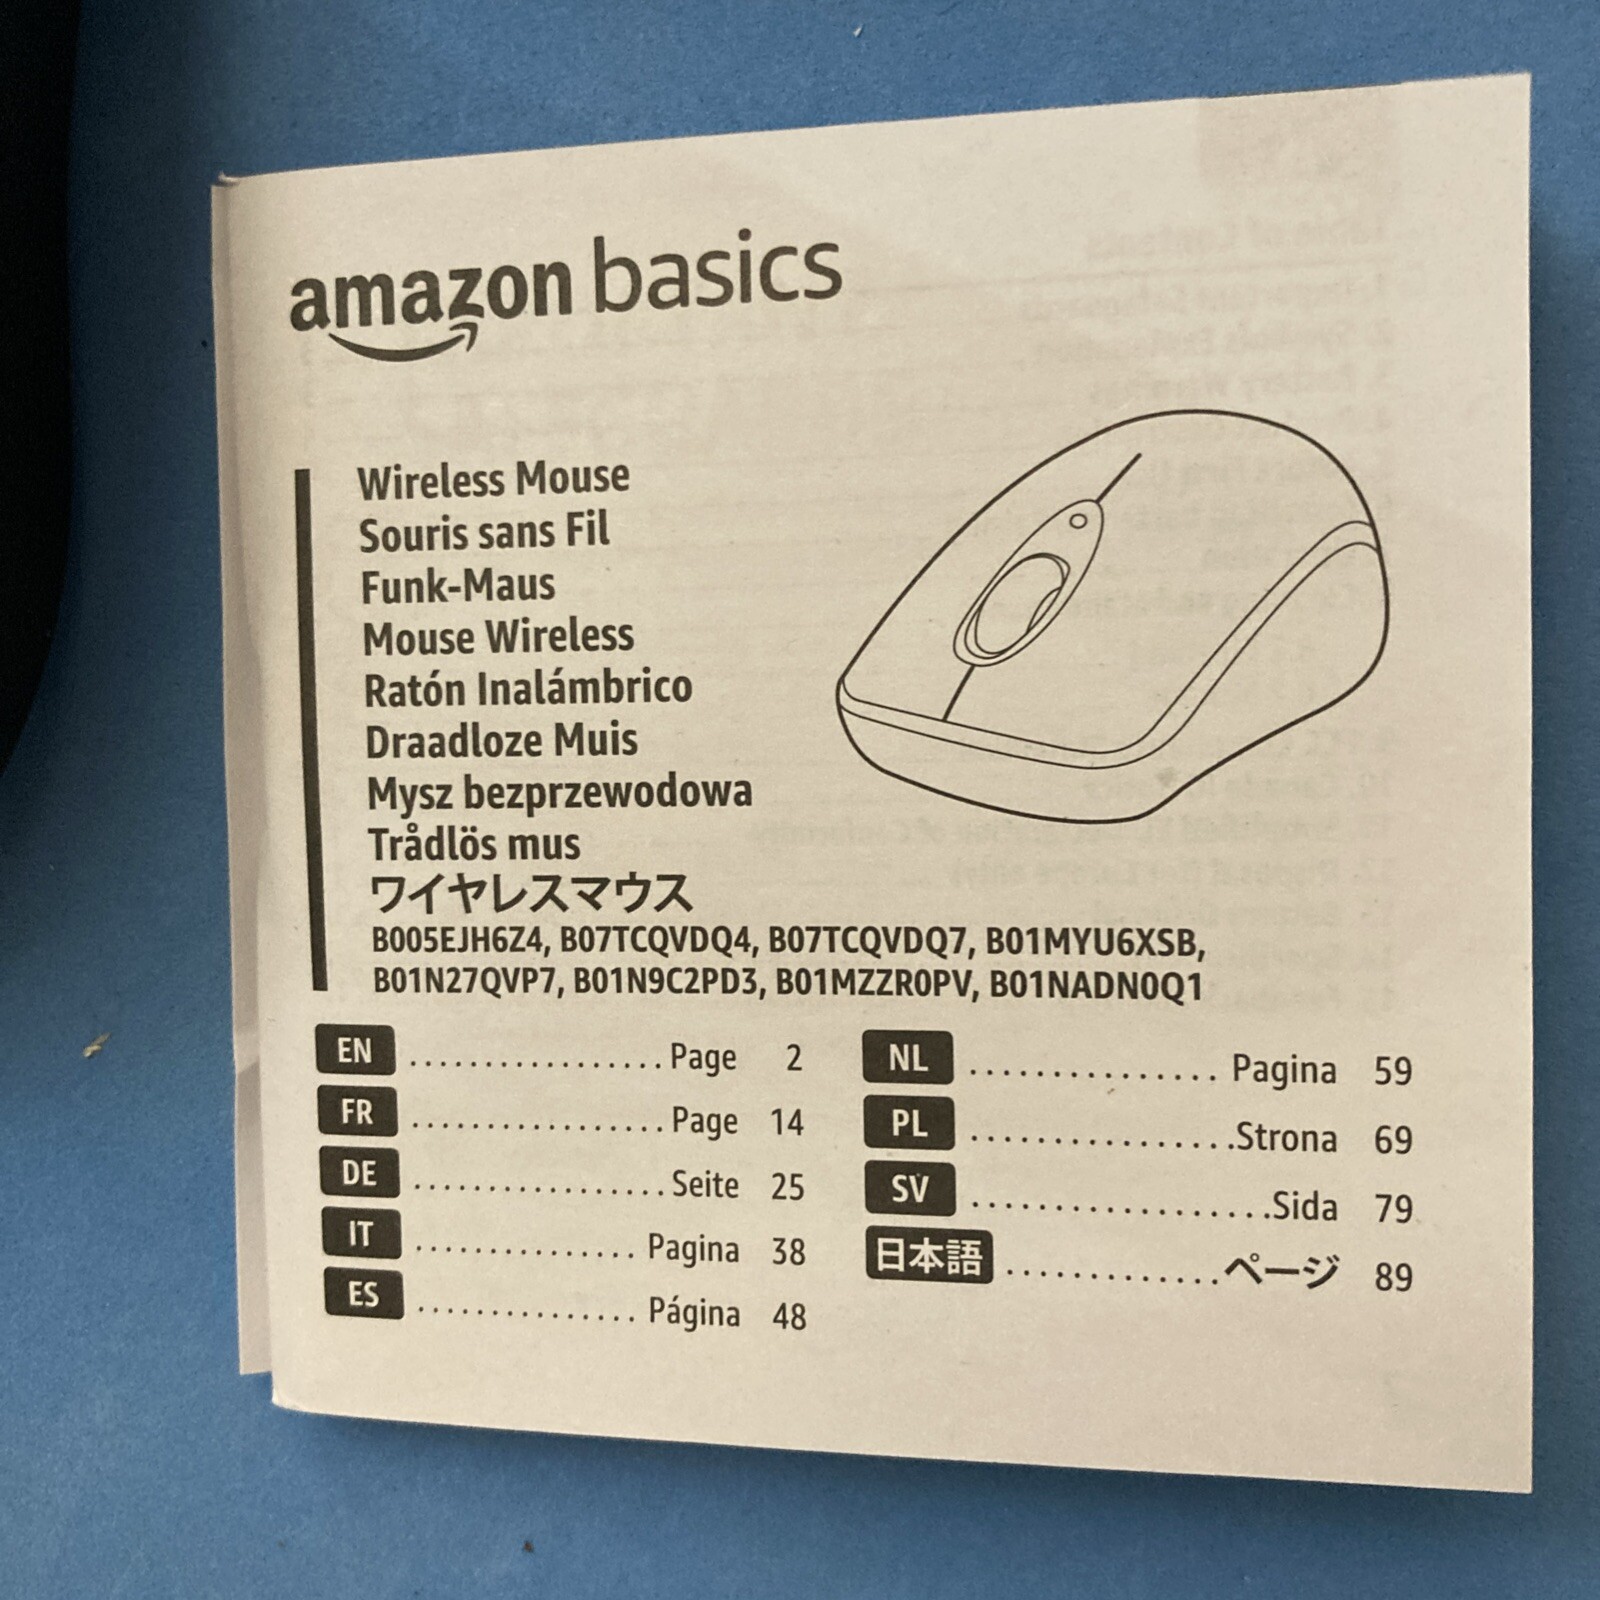 amazon basics
Wireless Mouse
Souris sans Fil
Funk-Maus
Mouse Wireless
Ratón Inalámbrico
Draadloze Muis
Mysz bezprzewodowa
Trådlös mus
ワイヤレスマウス
B005EJH6Z4, B07TCQVDQ4, B07TCQVDQ7, B01MYU6XSB,
B01N27QVP7, B01N9C2PD3, B01MZZR0PV, B01NADN0Q1
EN ................. Page 2
FR ................. Page 14
DE ................. Seite 25
IT ............... Pagina 38
ES ............... Página 48
NL ............... Pagina 59
PL ................Strona 69
SV ..................Sida 79
日本語 .............ページ 89